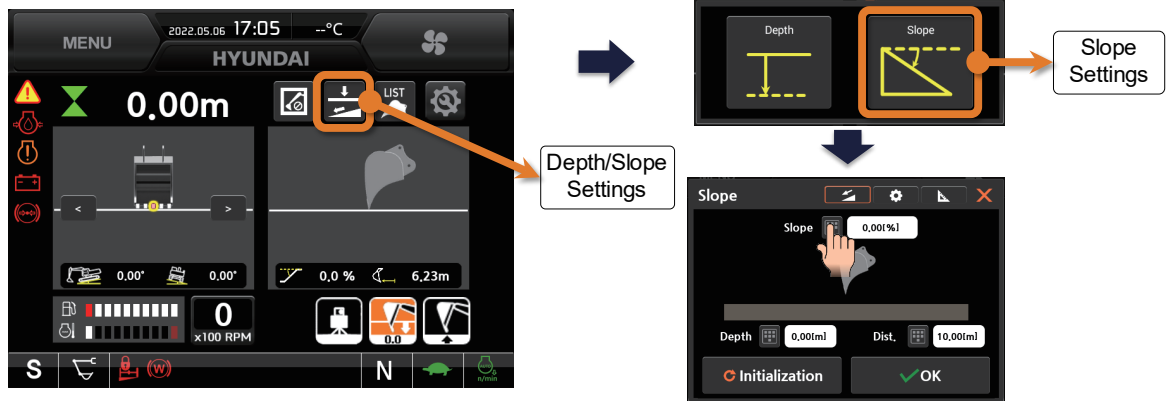 MENU
2022.05.06 17:05 --°C
HYUNDAI
0.00m
LIST
< >
0.00° 0.00°
0.0 % 6.23m
0
x100 RPM
0.0
S
(W)
N
n/min
Depth/Slope
Settings
Depth
Slope
Slope
Settings
Slope
X
Slope 0.00[%]
Depth 0.00[m] Dist. 10.00[m]
Initialization
OK